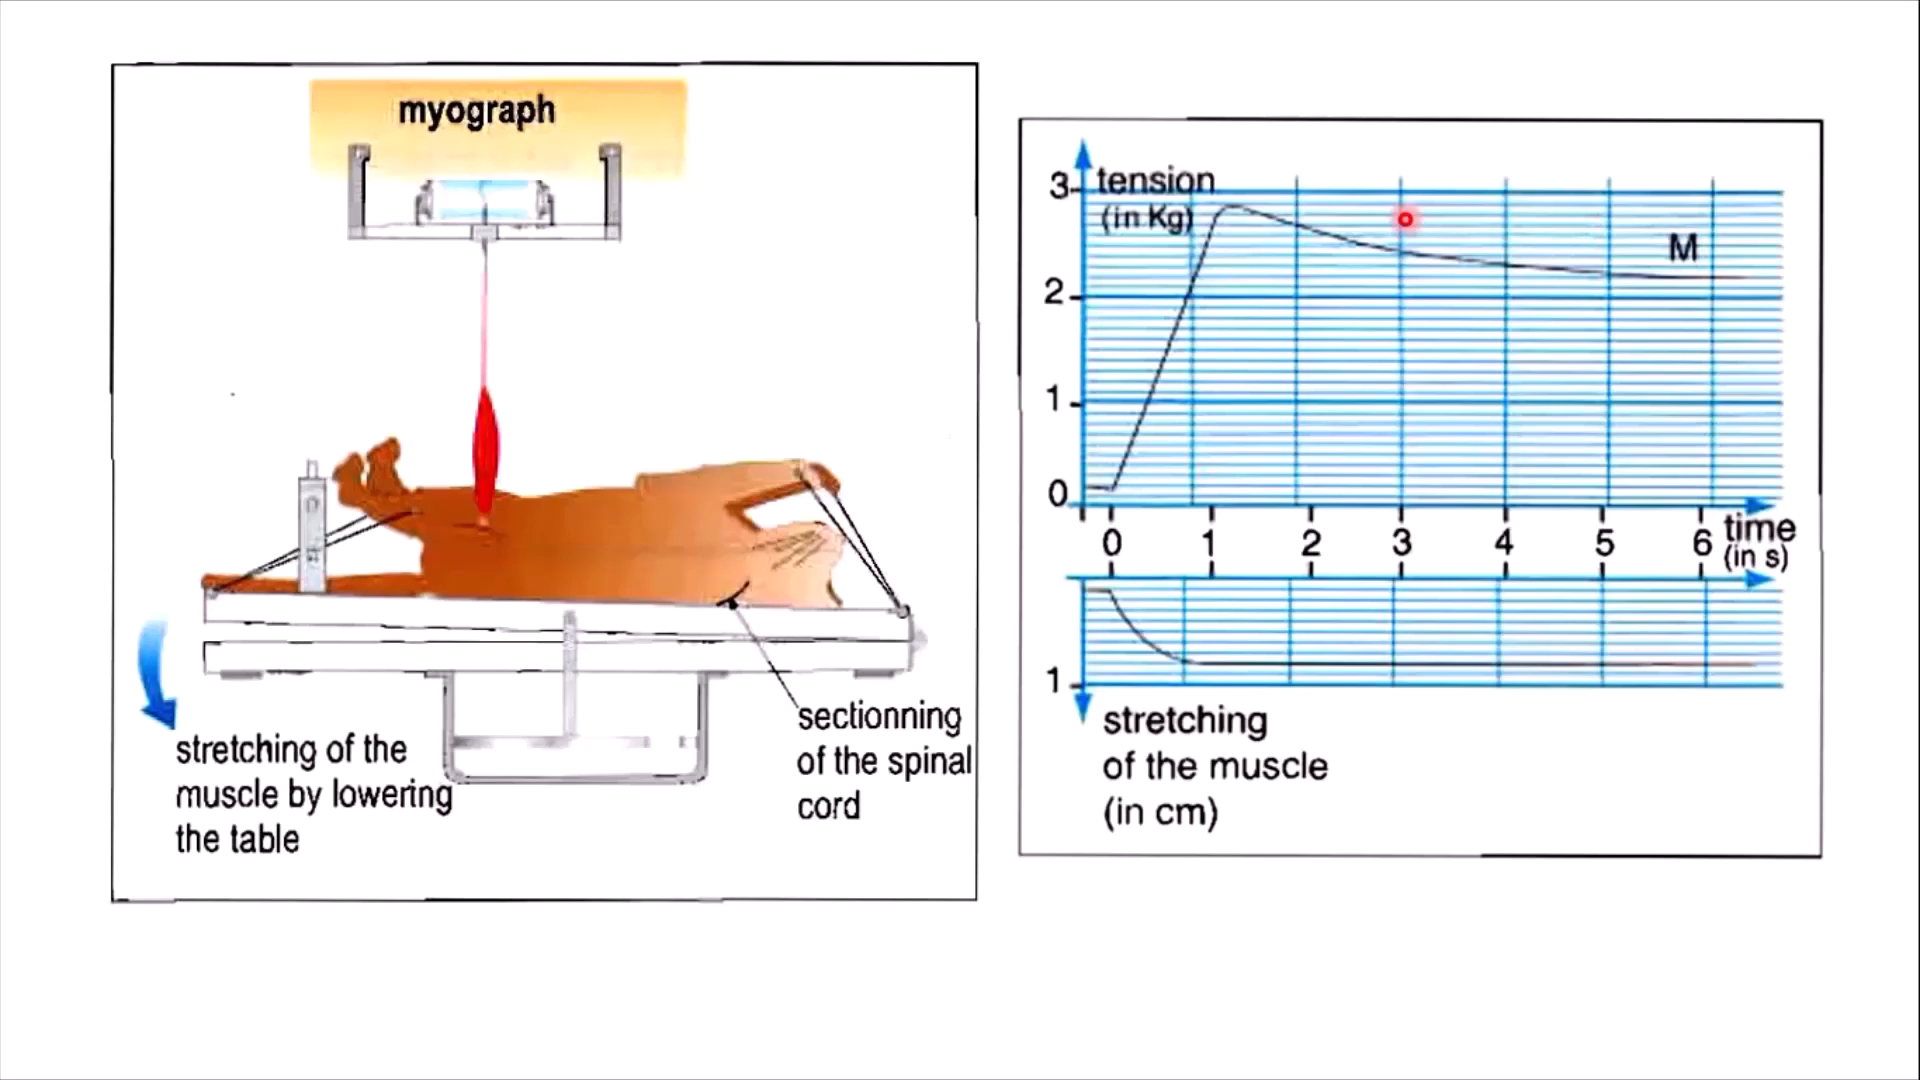 myograph
stretching of the
muscle by lowering
the table
sectionning
of the spinal
cord
tension
(in Kg)
3
2
1
0
M
0 1 2 3 4 5 6
time
(in s)
1
stretching
of the muscle
(in cm)